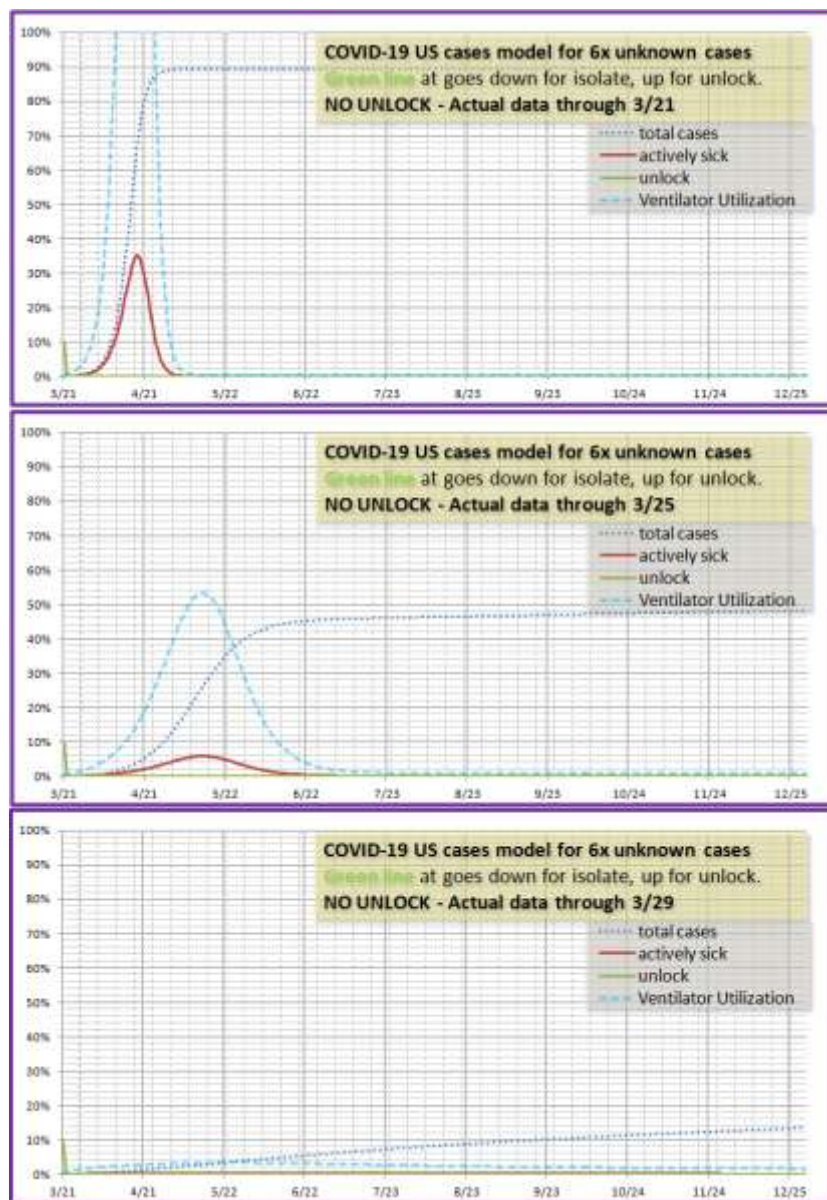 100%
90%
80%
70%
60%
50%
40%
30%
20%
10%
0%
COVID-19 US cases model for 6x unknown cases
Green line at goes down for isolate, up for unlock.
NO UNLOCK - Actual data through 3/21
total cases
actively sick
unlock
Ventilator Utilization
3/21 4/21 5/22 6/22 7/23 8/23 9/23 10/24 11/24 12/25
100%
90%
80%
70%
60%
50%
40%
30%
20%
10%
0%
COVID-19 US cases model for 6x unknown cases
Green line at goes down for isolate, up for unlock.
NO UNLOCK - Actual data through 3/25
total cases
actively sick
unlock
Ventilator Utilization
3/21 4/21 5/22 6/22 7/23 8/23 9/23 10/24 11/24 12/25
100%
90%
80%
70%
60%
50%
40%
30%
20%
10%
0%
COVID-19 US cases model for 6x unknown cases
Green line at goes down for isolate, up for unlock.
NO UNLOCK - Actual data through 3/29
total cases
actively sick
unlock
Ventilator Utilization
3/21 4/21 5/22 6/22 7/23 8/23 9/23 10/24 11/24 12/25